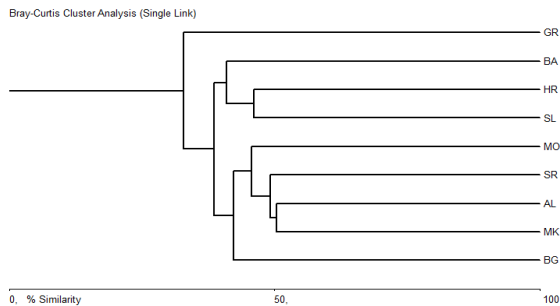 Bray-Curtis Cluster Analysis (Single Link)
GR
BA
HR
SL
MO
SR
AL
MK
BG
0, % Similarity 50, 100